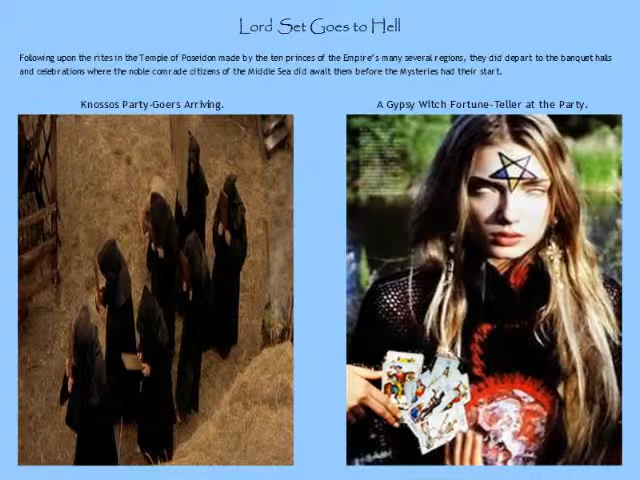 Lord Set Goes to Hell
Following upon the rites in the Temple of Poseidon made by the ten princes of the Empire's many several regions, they did depart to the banquet halls
and celebrations where the noble comrade citizens of the Middle Sea did await them before the Mysteries had their start.
Knossos Party-Goers Arriving.
A Gypsy Witch Fortune-Teller at the Party.